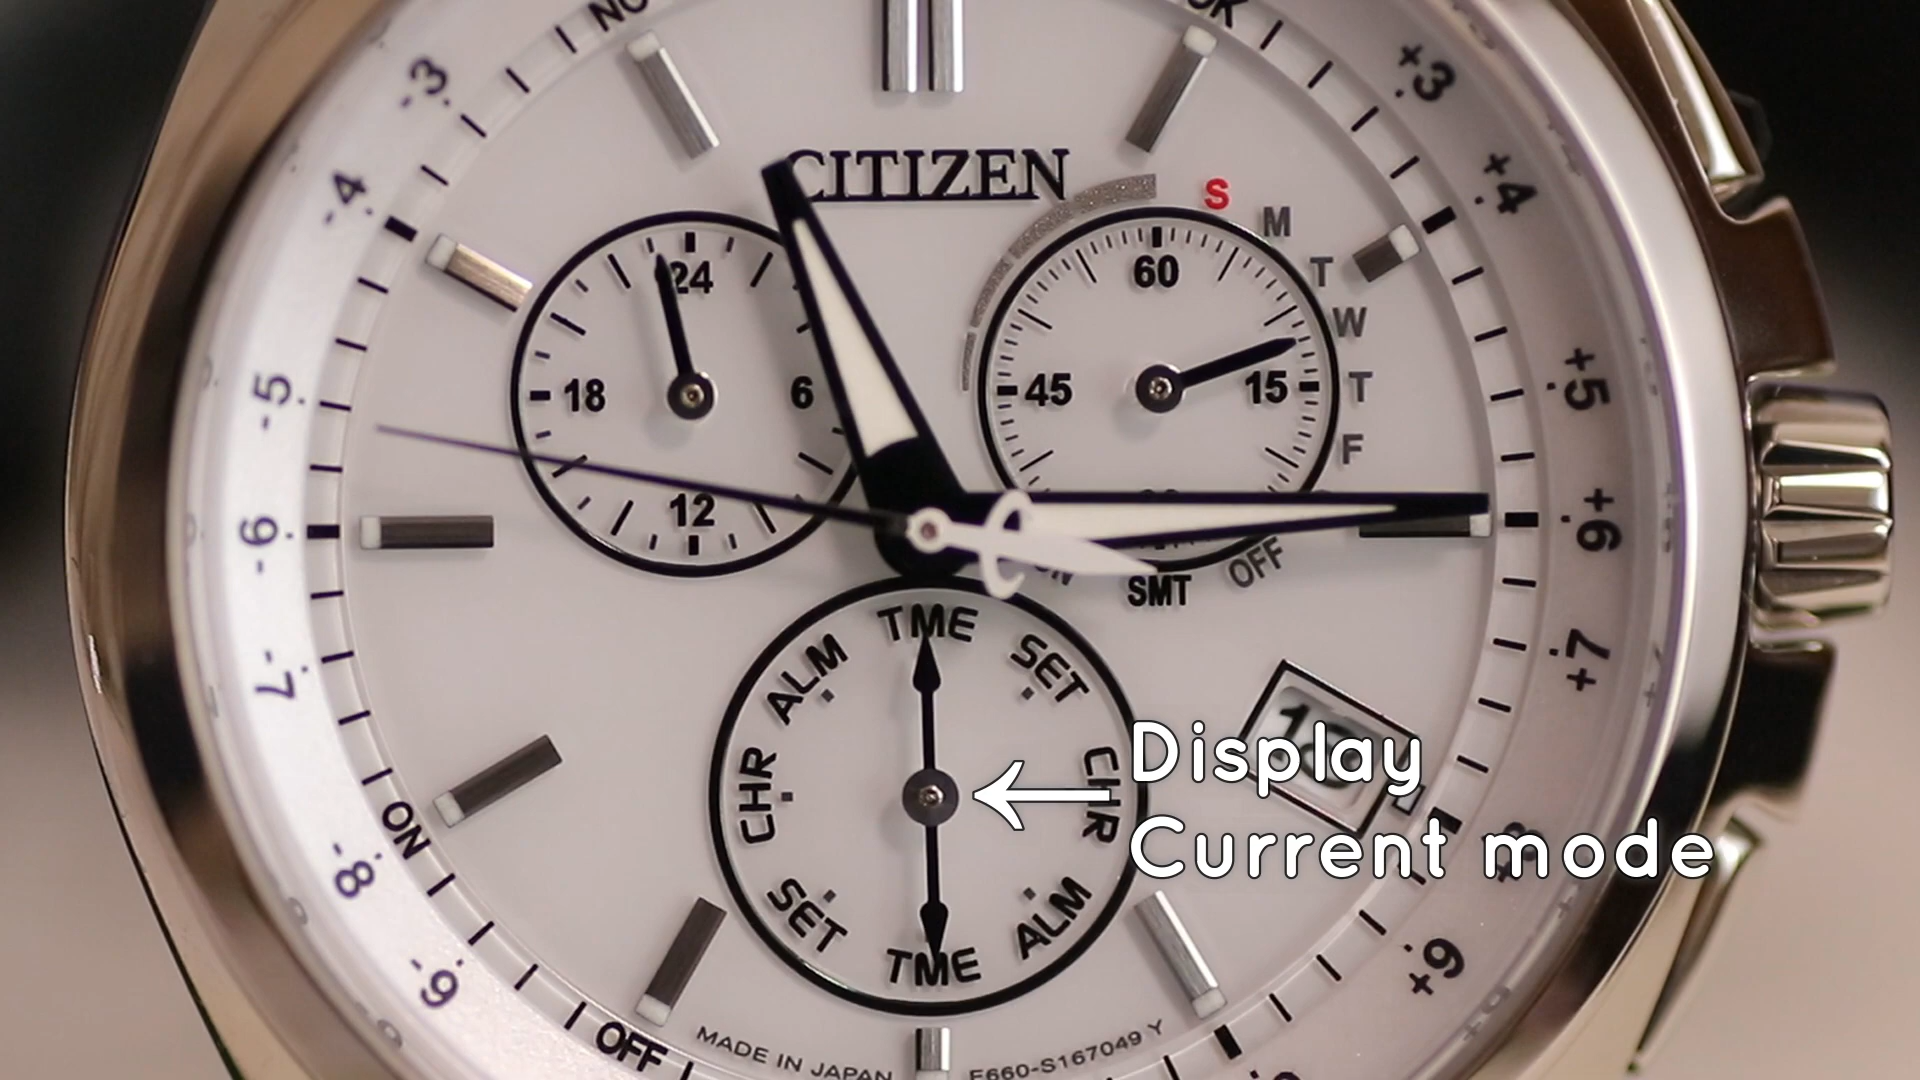 NO
OK
-3
+3
-4
+4
CITIZEN
S
M
T
W
T
F
24
18
6
12
60
45
15
-5
+5
-6
+6
SMT
OFF
TME
ALM
SET
CHR
CHR
SET
ALM
TME
-7
+7
Display
Current mode
ON
-8
-9
+9
OFF
MADE IN JAPAN
E660-S167049 Y